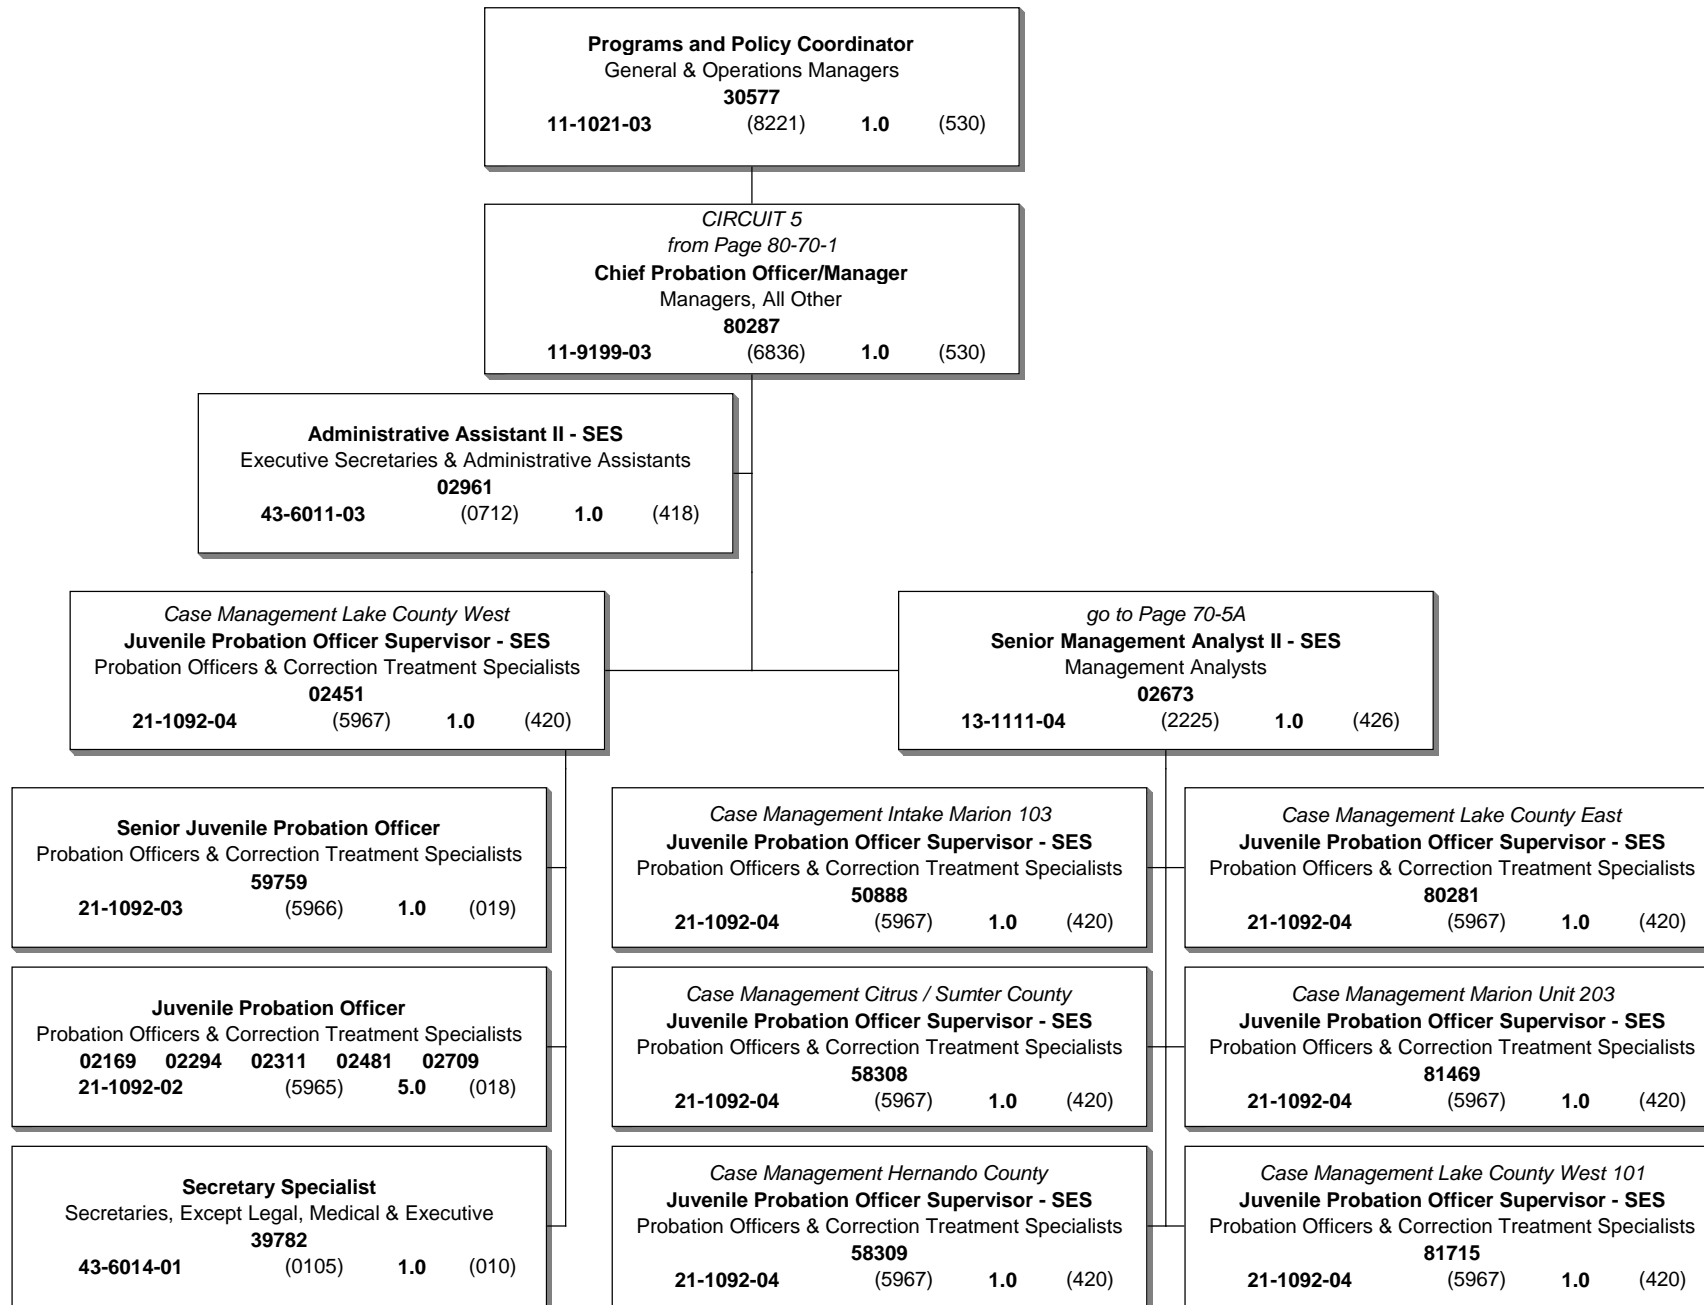 Programs and Policy Coordinator
General & Operations Managers
30577
11-1021-03 (8221) 1.0 (530)
CIRCUIT 5
from Page 80-70-1
Chief Probation Officer/Manager
Managers, All Other
80287
11-9199-03 (6836) 1.0 (530)
Administrative Assistant II - SES
Executive Secretaries & Administrative Assistants
02961
43-6011-03 (0712) 1.0 (418)
Case Management Lake County West
Juvenile Probation Officer Supervisor - SES
Probation Officers & Correction Treatment Specialists
02451
21-1092-04 (5967) 1.0 (420)
go to Page 70-5A
Senior Management Analyst II - SES
Management Analysts
02673
13-1111-04 (2225) 1.0 (426)
Senior Juvenile Probation Officer
Probation Officers & Correction Treatment Specialists
59759
21-1092-03 (5966) 1.0 (019)
Case Management Intake Marion 103
Juvenile Probation Officer Supervisor - SES
Probation Officers & Correction Treatment Specialists
50888
21-1092-04 (5967) 1.0 (420)
Case Management Lake County East
Juvenile Probation Officer Supervisor - SES
Probation Officers & Correction Treatment Specialists
80281
21-1092-04 (5967) 1.0 (420)
Juvenile Probation Officer
Probation Officers & Correction Treatment Specialists
02169 02294 02311 02481 02709
21-1092-02 (5965) 5.0 (018)
Case Management Citrus / Sumter County
Juvenile Probation Officer Supervisor - SES
Probation Officers & Correction Treatment Specialists
58308
21-1092-04 (5967) 1.0 (420)
Case Management Marion Unit 203
Juvenile Probation Officer Supervisor - SES
Probation Officers & Correction Treatment Specialists
81469
21-1092-04 (5967) 1.0 (420)
Secretary Specialist
Secretaries, Except Legal, Medical & Executive
39782
43-6014-01 (0105) 1.0 (010)
Case Management Hernando County
Juvenile Probation Officer Supervisor - SES
Probation Officers & Correction Treatment Specialists
58309
21-1092-04 (5967) 1.0 (420)
Case Management Lake County West 101
Juvenile Probation Officer Supervisor - SES
Probation Officers & Correction Treatment Specialists
81715
21-1092-04 (5967) 1.0 (420)